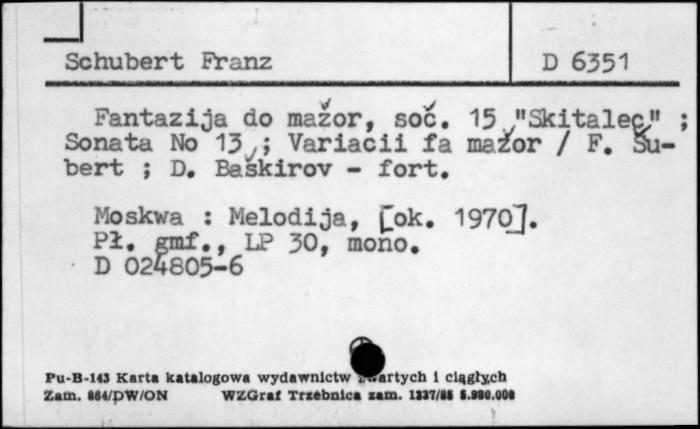 Schubert Franz D 6351
Fantazija do mažor, soč. 15 "Skitalec" ;
Sonata No 13 ; Variacii fa mažor / F. Šu-
bert ; D. Baškirov - fort.
Moskwa : Melodija, [ok. 1970].
Pł. gmf., LP 30, mono.
D 024805-6
Pu-B-143 Karta katalogowa wydawnictw zwartych i ciągłych
Zam. 864/DW/ON WZGraf Trzebnica zam. 1337/85 5.980.000